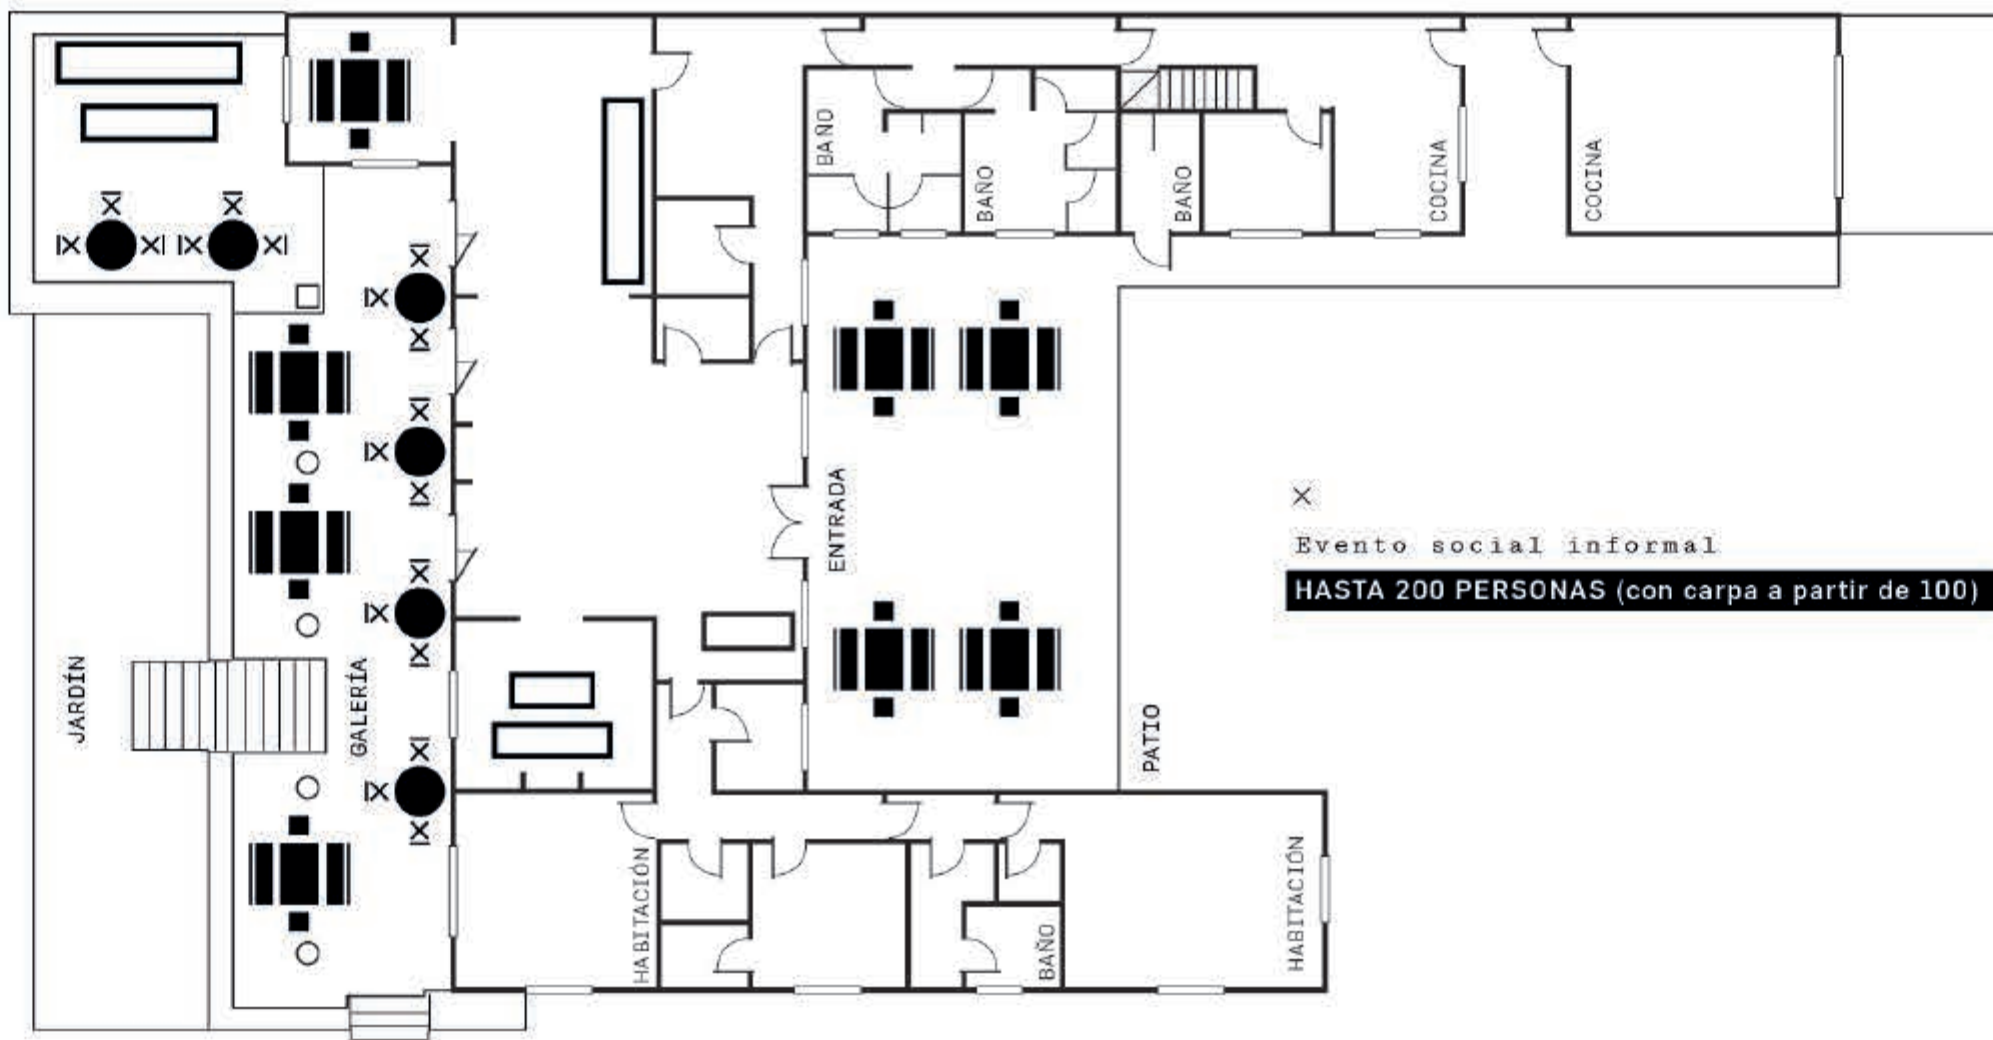 BAÑO
BAÑO
BAÑO
COCINA
COCINA
ENTRADA
Evento social informal
HASTA 200 PERSONAS (con carpa a partir de 100)
JARDÍN
GALERÍA
PATIO
HABITACIÓN
BAÑO
HABITACIÓN